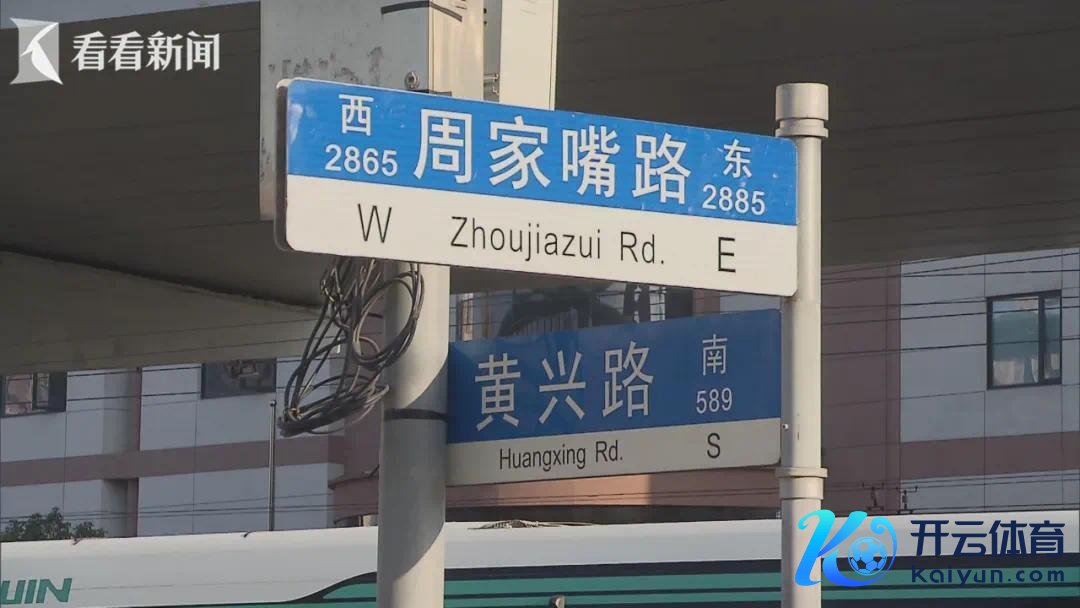 看看新闻
西 周家嘴路 东
2865 2885
W Zhoujiazui Rd. E
黄兴路 南
589
Huangxing Rd. S
UIN
开云体育
Kaiyun.com